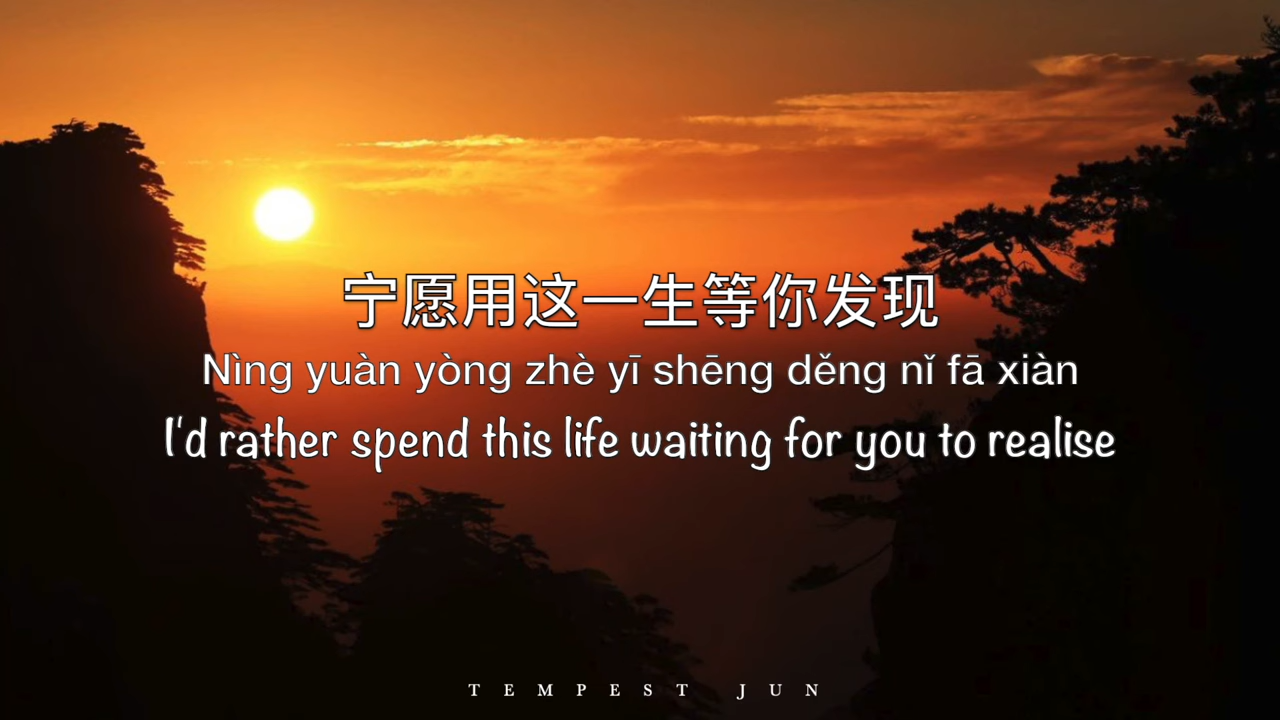 宁愿用这一生等你发现
Nìng yuàn yòng zhè yī shēng děng nǐ fā xiàn
I'd rather spend this life waiting for you to realise
TEMPEST JUN